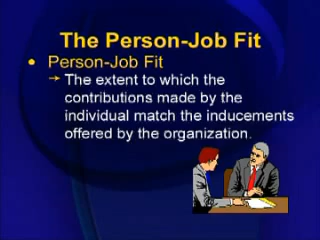 The Person-Job Fit
• Person-Job Fit
→ The extent to which the
contributions made by the
individual match the inducements
offered by the organization.